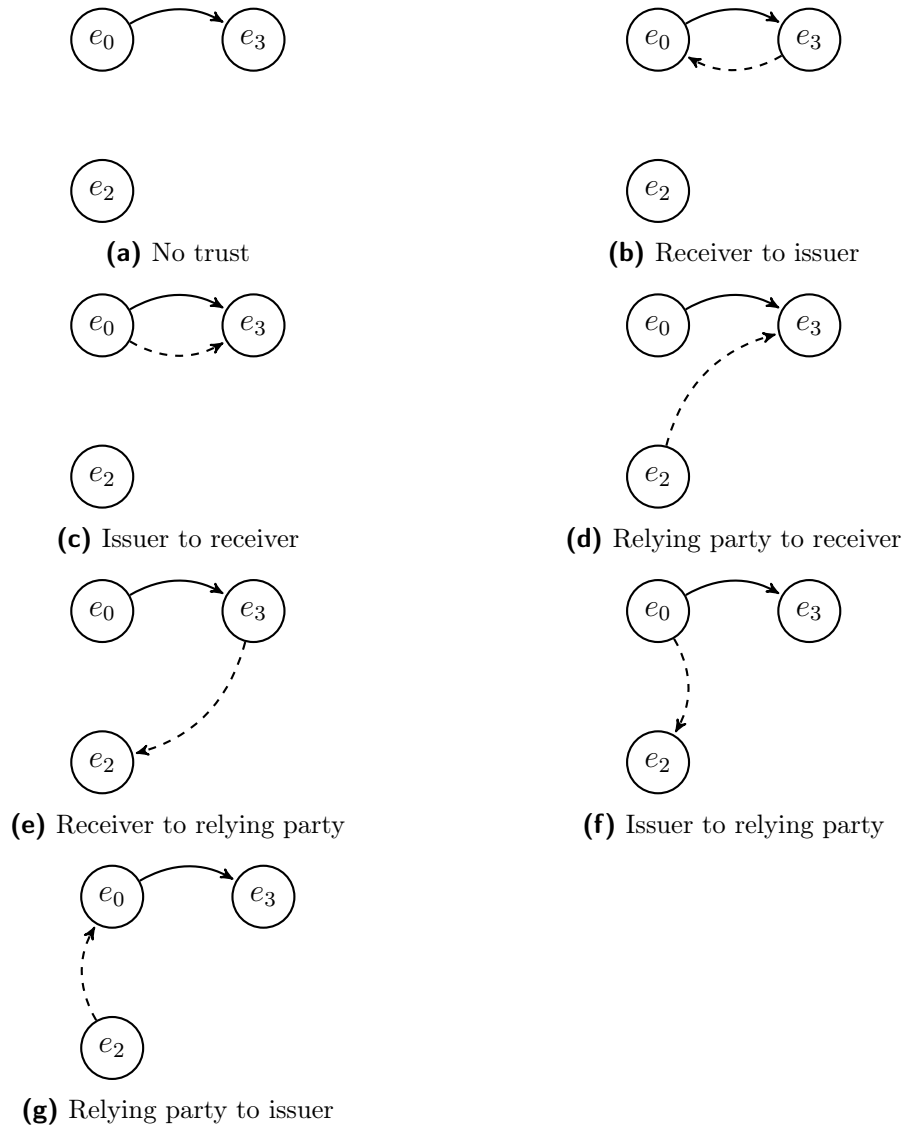 e₀ e₃ e₀ e₃
e₂ e₂
(a) No trust (b) Receiver to issuer
e₀ e₃ e₀ e₃
e₂ e₂
(c) Issuer to receiver (d) Relying party to receiver
e₀ e₃ e₀ e₃
e₂ e₂
(e) Receiver to relying party (f) Issuer to relying party
e₀ e₃
e₂
(g) Relying party to issuer